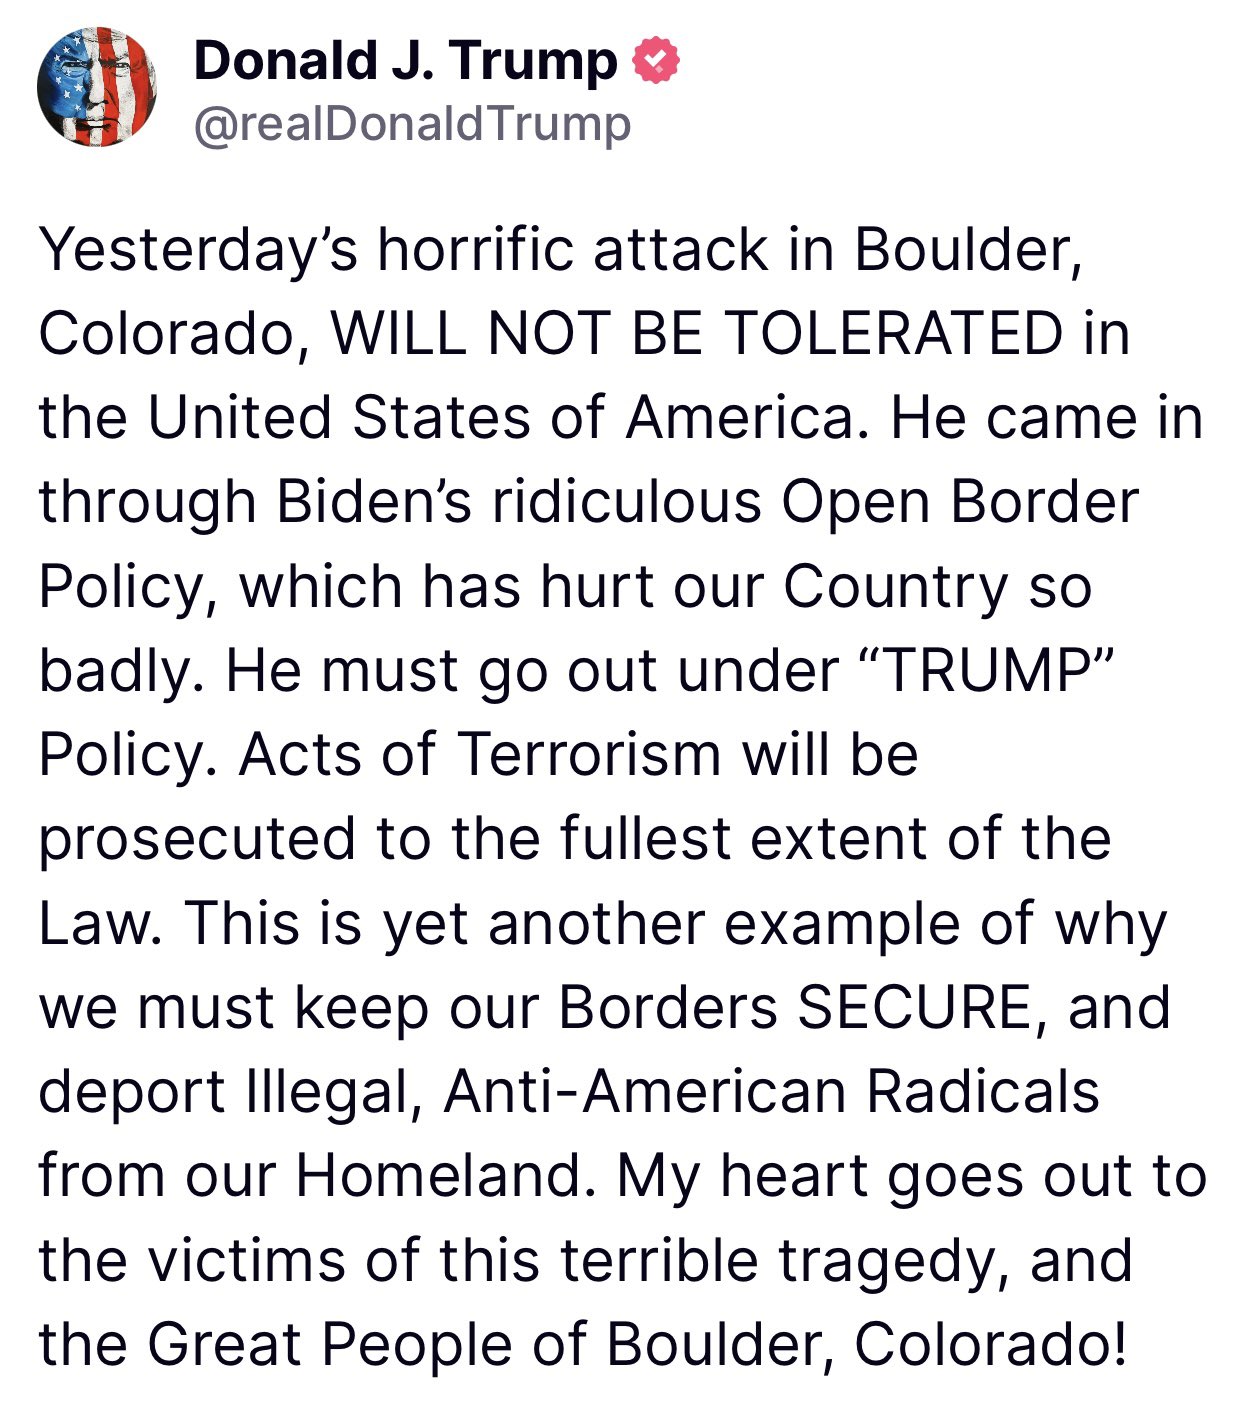 Donald J. Trump
@realDonaldTrump
Yesterday’s horrific attack in Boulder,
Colorado, WILL NOT BE TOLERATED in
the United States of America. He came in
through Biden’s ridiculous Open Border
Policy, which has hurt our Country so
badly. He must go out under “TRUMP”
Policy. Acts of Terrorism will be
prosecuted to the fullest extent of the
Law. This is yet another example of why
we must keep our Borders SECURE, and
deport Illegal, Anti-American Radicals
from our Homeland. My heart goes out to
the victims of this terrible tragedy, and
the Great People of Boulder, Colorado!